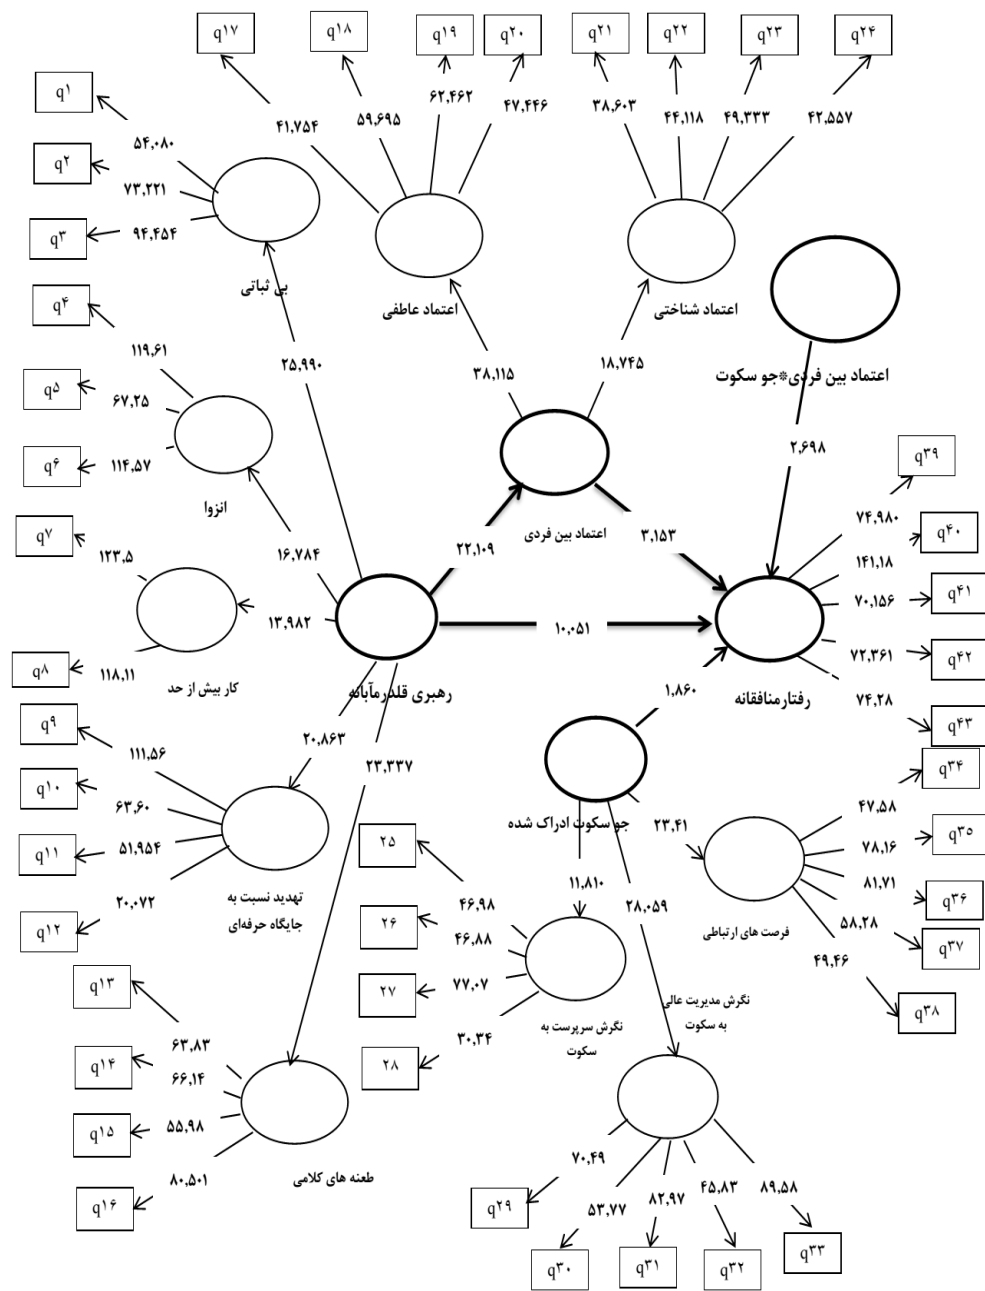 q۱۷
q۱۸
q۱۹
q۲۰
q۲۱
q۲۲
q۲۳
q۲۴
۴۱,۷۵۴
۵۹,۶۹۵
۶۲,۴۶۲
۴۷,۴۴۶
۳۸,۶۰۳
۴۴,۱۱۸
۴۹,۳۳۳
۴۲,۵۵۷
q۱
q۲
q۳
۵۴,۰۸۰
۷۳,۲۲۱
۹۴,۴۵۴
بی ثباتی
اعتماد عاطفی
اعتماد شناختی
اعتماد بین فردی*جو سکوت
q۴
q۵
q۶
۱۱۹,۶۱
۶۷,۲۵
۱۱۴,۵۷
انزوا
۲۵,۹۹۰
۳۸,۱۱۵
۱۸,۷۴۵
۲,۶۹۸
اعتماد بین فردی
۱۶,۷۸۴
۲۲,۱۰۹
۳,۱۵۳
q۳۹
q۴۰
q۴۱
q۴۲
q۴۳
۷۴,۹۸۰
۱۴۱,۱۸
۷۰,۱۵۶
۷۲,۳۶۱
۷۴,۲۸
q۷
q۸
۱۲۳,۵
۱۱۸,۱۱
کار بیش از حد
۱۳,۹۸۲
۱۰,۰۵۱
رهبری قلدرمآبانه
رفتارمنافقانه
۱,۸۶۰
q۹
q۱۰
q۱۱
q۱۲
۱۱۱,۵۶
۶۳,۶۰
۵۱,۹۵۴
۲۰,۰۷۲
۲۰,۸۶۳
۲۳,۳۳۷
تهدید نسبت به
جایگاه حرفه‌ای
جو سکوت ادراک شده
۲۳,۴۱
۱۱,۸۱۰
۲۸,۰۵۹
q۳۴
q۳۵
q۳۶
q۳۷
q۳۸
۴۷,۵۸
۷۸,۱۶
۸۱,۷۱
۵۸,۲۸
۴۹,۴۶
فرصت های ارتباطی
۲۵
۲۶
۲۷
۲۸
۴۶,۹۸
۴۶,۸۸
۷۷,۰۷
۳۰,۳۴
نگرش سرپرست به
سکوت
نگرش مدیریت عالی
به سکوت
q۱۳
q۱۴
q۱۵
q۱۶
۶۳,۸۳
۶۶,۱۴
۵۵,۹۸
۸۰,۵۰۱
طعنه های کلامی
۷۰,۴۹
۵۳,۷۷
۸۲,۹۷
۴۵,۸۳
۸۹,۵۸
q۲۹
q۳۰
q۳۱
q۳۲
q۳۳